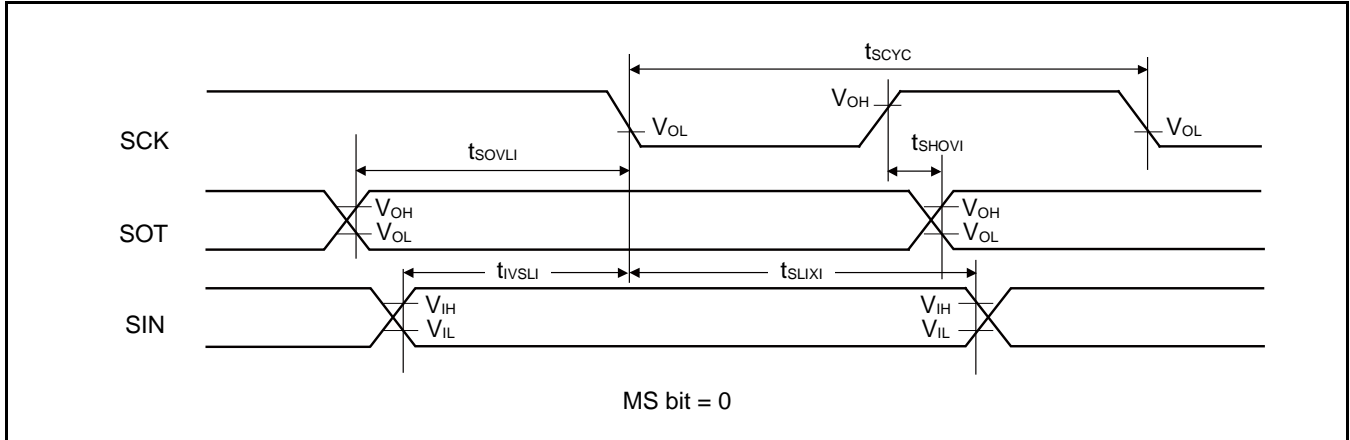 tSCYC
VOH
SCK
VOL
VOL
tSOVLI
tSHOVI
VOH
VOH
SOT
VOL
VOL
tIVSLI
tSLIXI
VIH
VIH
SIN
VIL
VIL
MS bit = 0